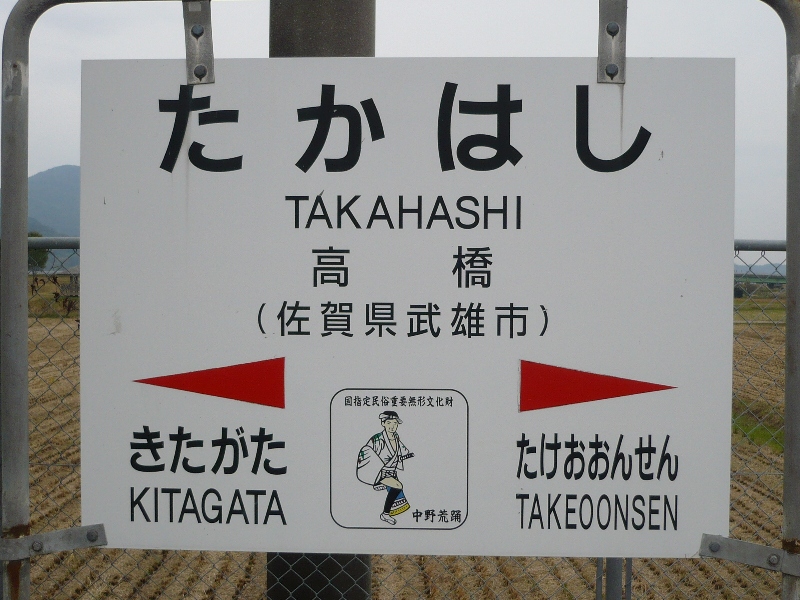 たかはし
TAKAHASHI
高橋
（佐賀県武雄市）
きたがた
KITAGATA
国指定民俗重要無形文化財
中野荒踊
たけおおんせん
TAKEOONSEN